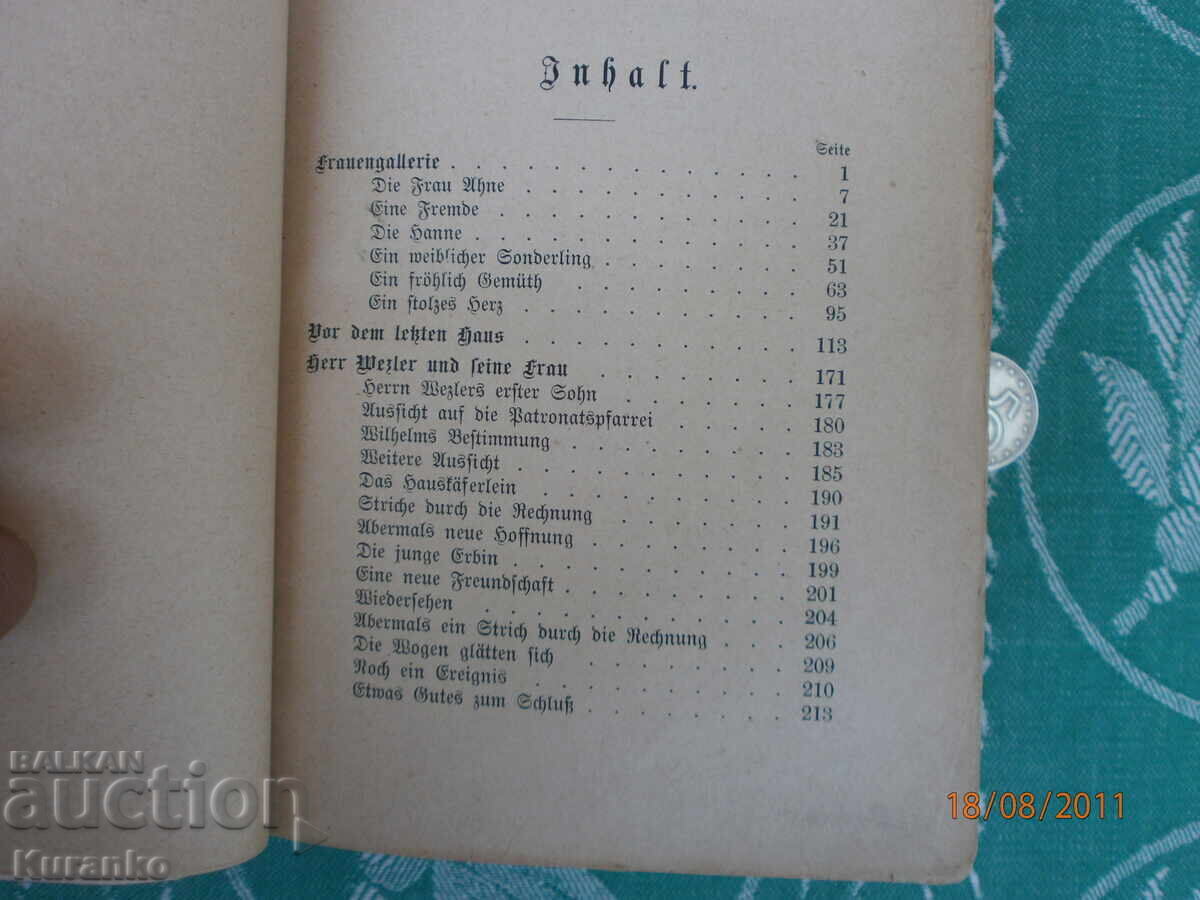 Inhalt.
Seite
Frauengallerie . . . . . . . . . . . . . 1
Die Frau Ahne . . . . . . . . . . . 7
Eine Fremde . . . . . . . . . . . . 21
Die Hanne . . . . . . . . . . . . . 37
Ein weiblicher Sonderling . . . . . . . 51
Ein fröhlich Gemüth . . . . . . . . . 63
Ein stolzes Herz . . . . . . . . . . . 95
Vor dem letzten Haus . . . . . . . . . . . 113
Herr Wezler und seine Frau . . . . . . . . 171
Herrn Wezlers erster Sohn . . . . . . . 177
Aussicht auf die Patronatspfarrei . . . . . 180
Wilhelms Bestimmung . . . . . . . . . 183
Weitere Aussicht . . . . . . . . . . . 185
Das Hauskäferlein . . . . . . . . . . 190
Striche durch die Rechnung . . . . . . . 191
Abermals neue Hoffnung . . . . . . . . 196
Die junge Erbin . . . . . . . . . . . 199
Eine neue Freundschaft . . . . . . . . . 201
Wiedersehen . . . . . . . . . . . . 204
Abermals ein Strich durch die Rechnung . . . . 206
Die Wogen glätten sich . . . . . . . . 209
Noch ein Ereignis . . . . . . . . . . 210
Etwas Gutes zum Schluß . . . . . . . . 213
5
BALKAN
auction
Kuranko
18/08/2011